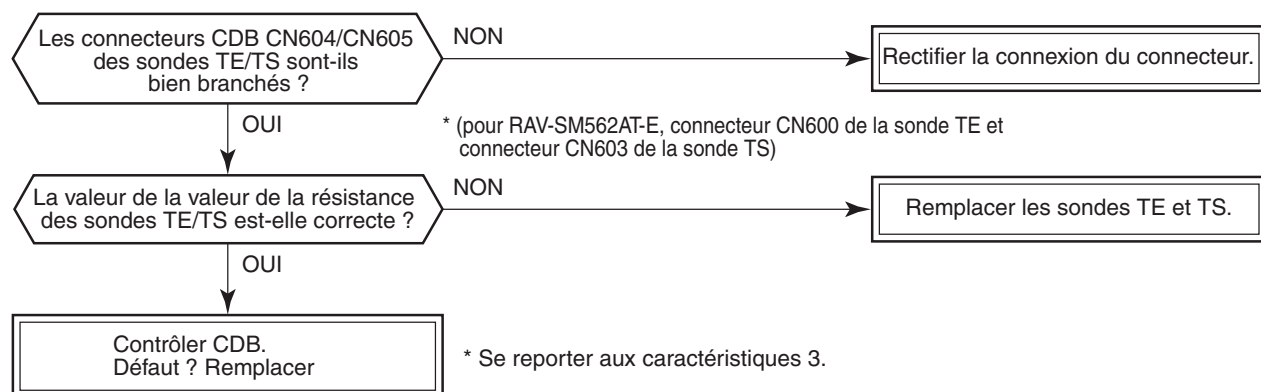 Les connecteurs CDB CN604/CN605
des sondes TE/TS sont-ils
bien branchés ?
NON
Rectifier la connexion du connecteur.
OUI
* (pour RAV-SM562AT-E, connecteur CN600 de la sonde TE et
connecteur CN603 de la sonde TS)
La valeur de la valeur de la résistance
des sondes TE/TS est-elle correcte ?
NON
Remplacer les sondes TE et TS.
OUI
Contrôler CDB.
Défaut ? Remplacer
* Se reporter aux caractéristiques 3.